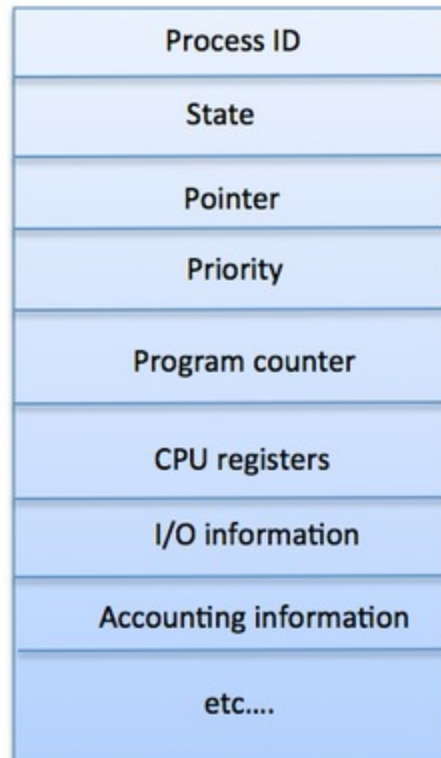 Process ID
State
Pointer
Priority
Program counter
CPU registers
I/O information
Accounting information
etc....